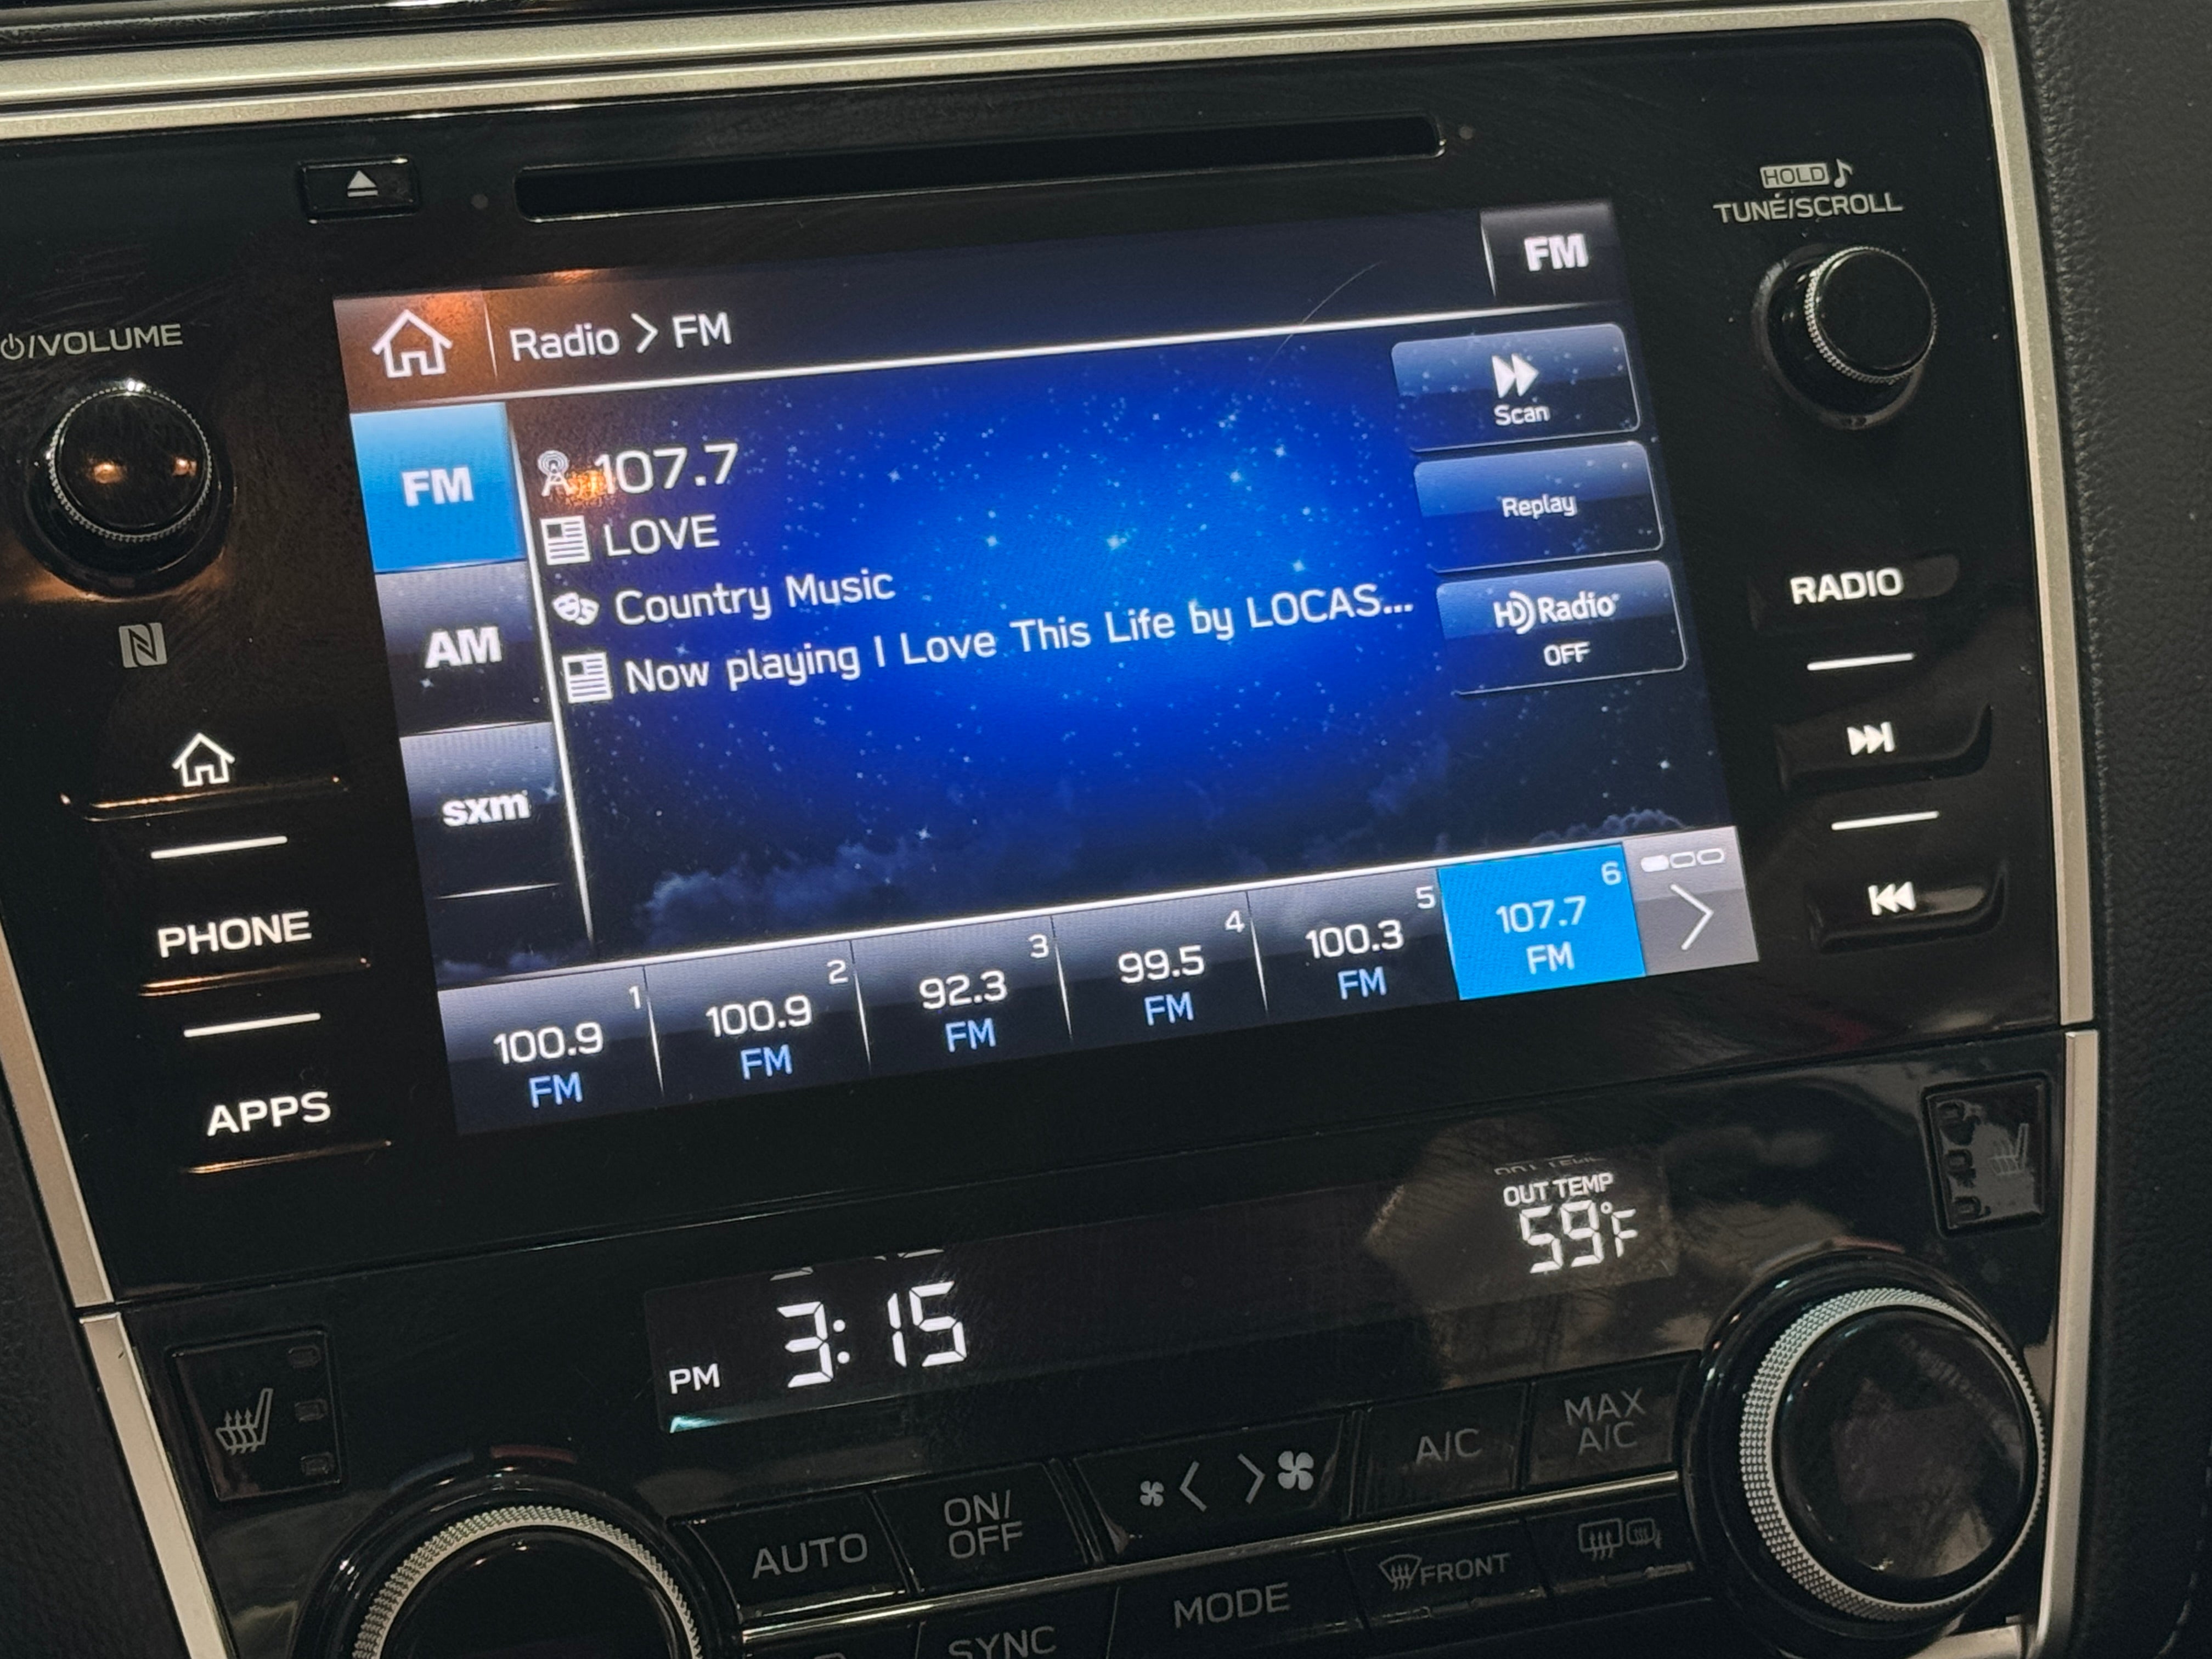 HOLD
TUNE/SCROLL
/VOLUME
FM
Radio > FM
Scan
FM
107.7
LOVE
Replay
Country Music
AM
HD Radio
OFF
Now playing I Love This Life by LOCAS...
RADIO
sxm
PHONE
APPS
1
100.9
FM
2
100.9
FM
3
92.3
FM
4
99.5
FM
5
100.3
FM
6
107.7
FM
OUT TEMP
59°F
PM 3:15
AUTO
ON/
OFF
A/C
MAX
A/C
SYNC
MODE
FRONT